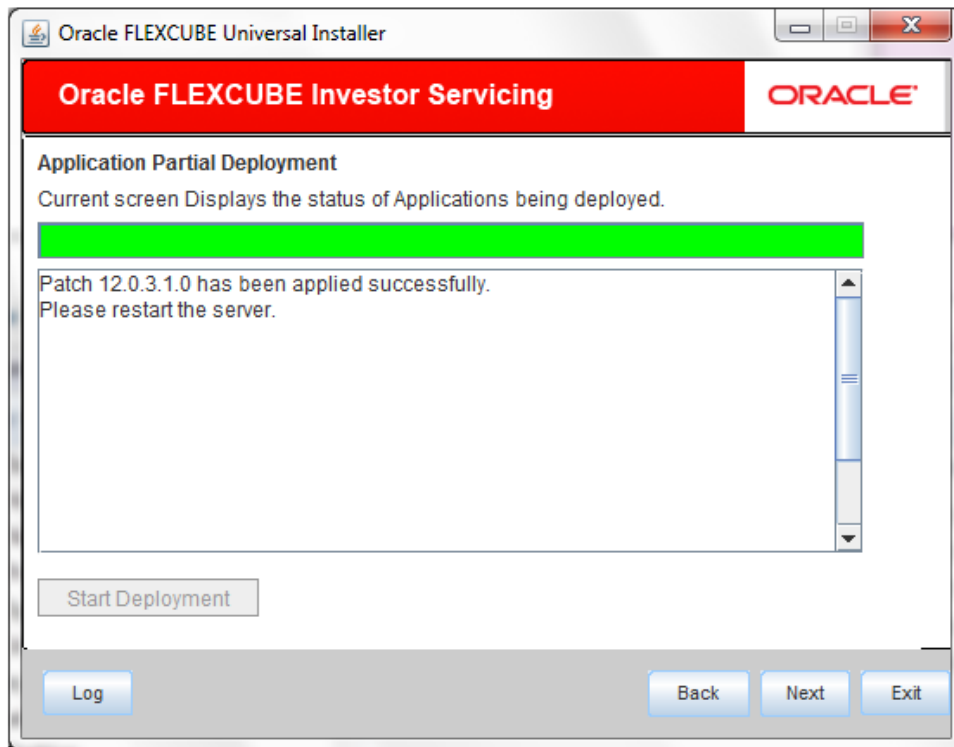 Oracle FLEXCUBE Universal Installer
Oracle FLEXCUBE Investor Servicing
ORACLE
Application Partial Deployment
Current screen Displays the status of Applications being deployed.
Patch 12.0.3.1.0 has been applied successfully.
Please restart the server.
Start Deployment
Log
Back
Next
Exit